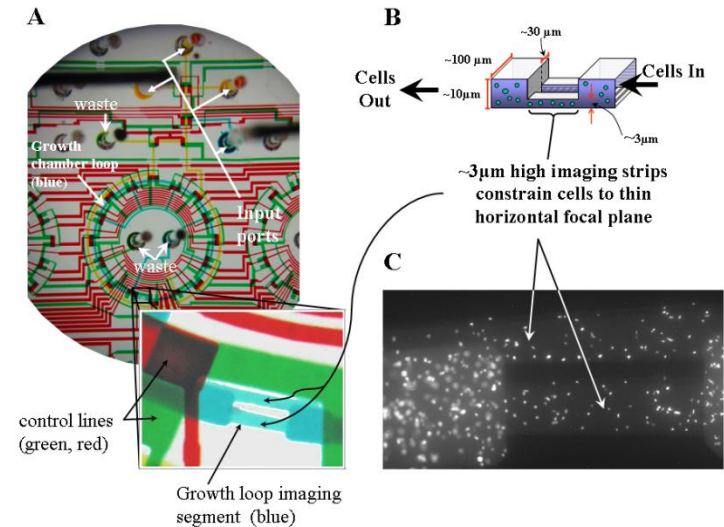 A
waste
Growth
chamber loop
(blue)
Input
ports
waste
control lines
(green, red)
Growth loop imaging
segment (blue)
B
~30 µm
~100 µm
~10µm
Cells
Out
Cells In
~3µm
~3µm high imaging strips
constrain cells to thin
horizontal focal plane
C